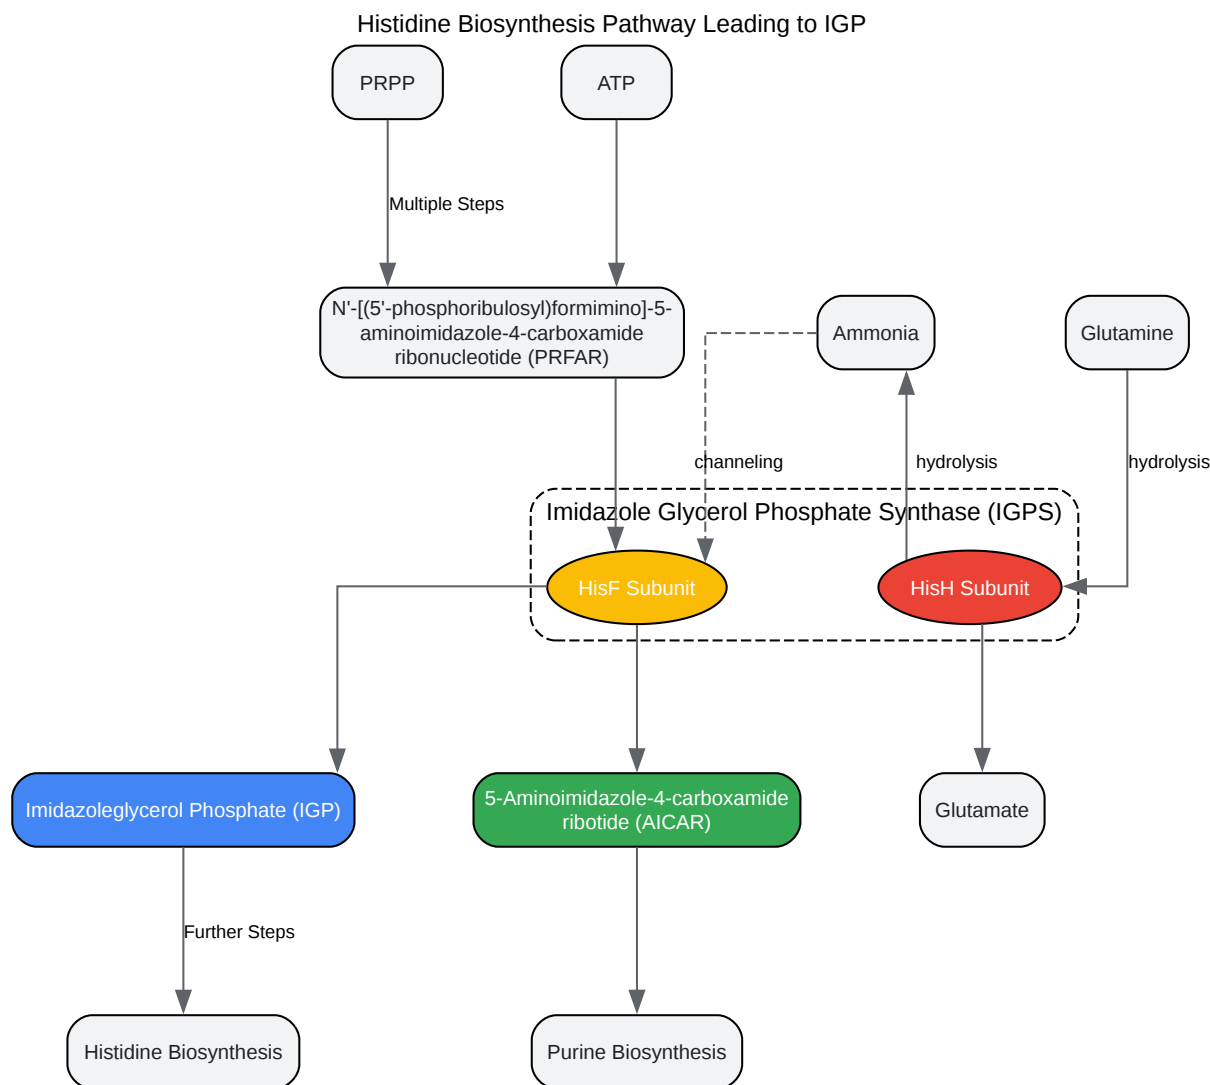 Histidine Biosynthesis Pathway Leading to IGP
PRPP
ATP
Multiple Steps
N'-[(5'-phosphoribulosyl)formimino]-5-
aminoimidazole-4-carboxamide
ribonucleotide (PRFAR)
Ammonia
Glutamine
channeling
hydrolysis
hydrolysis
Imidazole Glycerol Phosphate Synthase (IGPS)
HisF Subunit
HisH Subunit
Imidazoleglycerol Phosphate (IGP)
5-Aminoimidazole-4-carboxamide
ribotide (AICAR)
Glutamate
Further Steps
Histidine Biosynthesis
Purine Biosynthesis